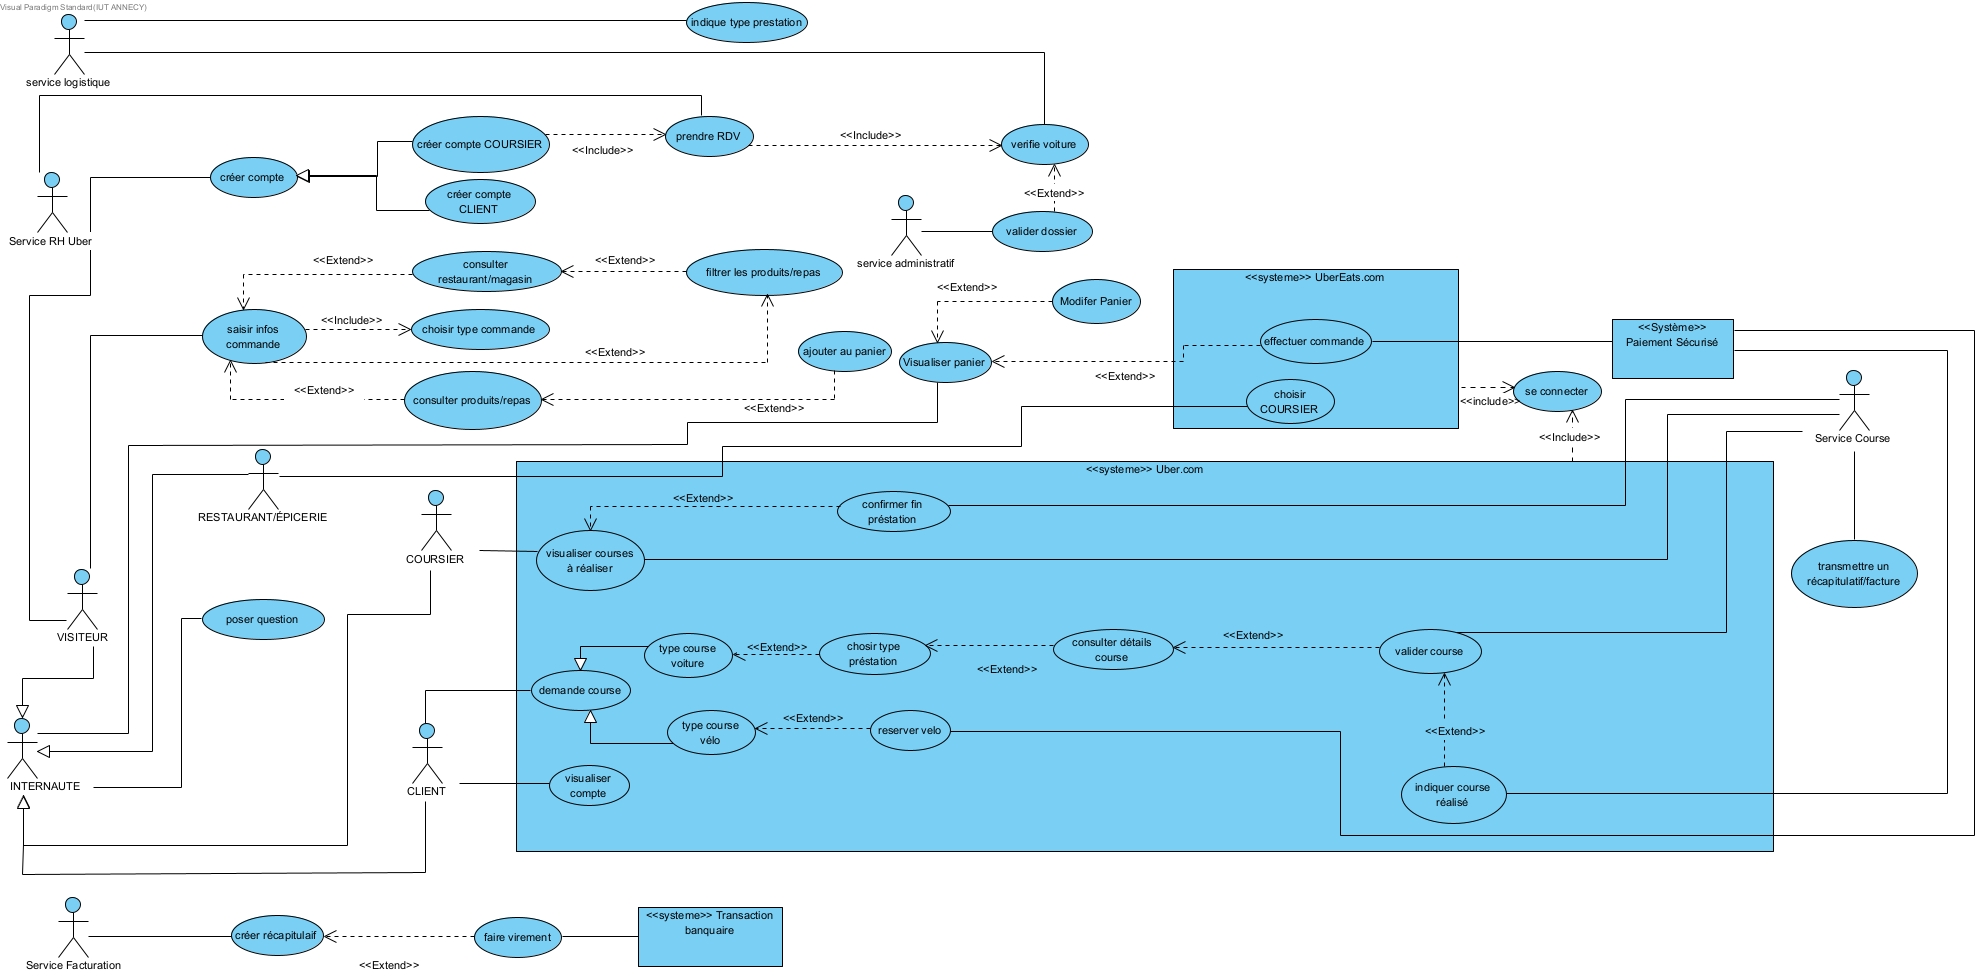 Visual Paradigm Standard(IUT ANNECY)
indique type prestation
service logistique
créer compte COURSIER
<<Include>>
prendre RDV
<<Include>>
verifie voiture
créer compte
créer compte
CLIENT
<<Extend>>
Service RH Uber
valider dossier
service administratif
<<Extend>>
consulter
restaurant/magasin
<<Extend>>
filtrer les produits/repas
<<Extend>>
Modifer Panier
<<systeme>> UberEats.com
saisir infos
commande
<<Include>>
choisir type commande
<<Extend>>
ajouter au panier
Visualiser panier
<<Extend>>
effectuer commande
<<Système>>
Paiement Sécurisé
<<Extend>>
consulter produits/repas
<<Extend>>
choisir
COURSIER
<<include>>
se connecter
<<Include>>
Service Course
RESTAURANT/ÉPICERIE
<<systeme>> Uber.com
COURSIER
<<Extend>>
confirmer fin
préstation
visualiser courses
à réaliser
transmettre un
récapitulatif/facture
VISITEUR
poser question
type course
voiture
<<Extend>>
chosir type
préstation
<<Extend>>
consulter détails
course
<<Extend>>
valider course
demande course
type course
vélo
<<Extend>>
reserver velo
<<Extend>>
INTERNAUTE
CLIENT
visualiser
compte
indiquer course
réalisé
Service Facturation
créer récapitulaif
<<Extend>>
faire virement
<<systeme>> Transaction
banquaire